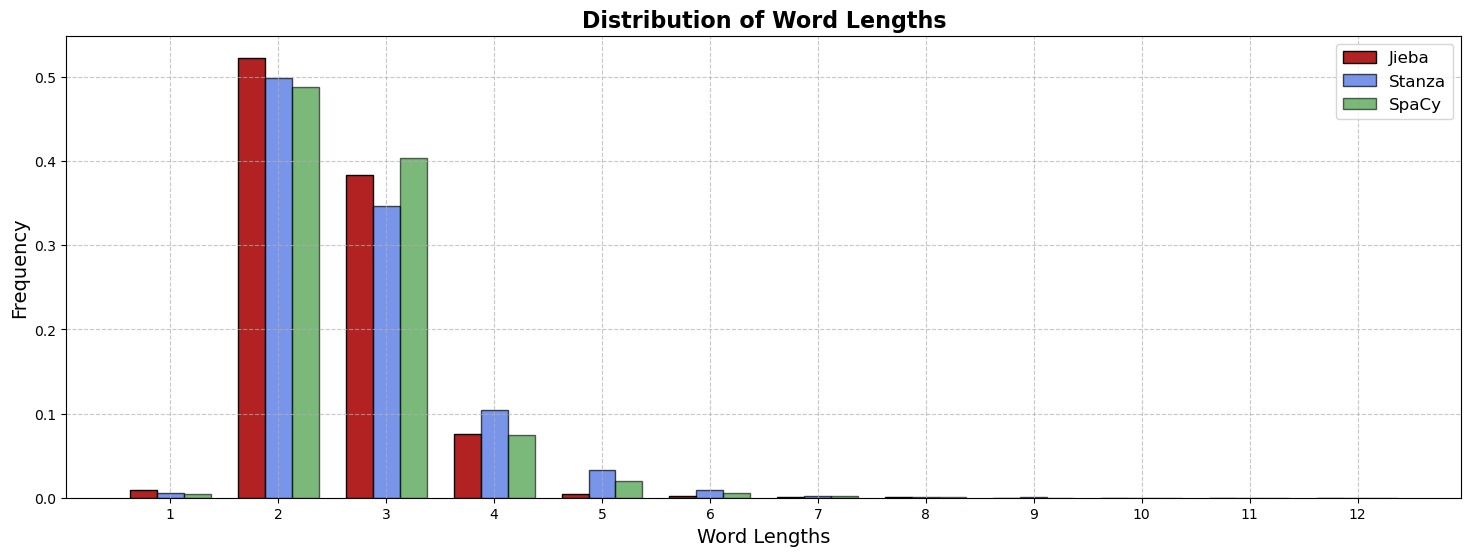 Distribution of Word Lengths
Jieba
Stanza
SpaCy
Frequency
0.5
0.4
0.3
0.2
0.1
0.0
1 2 3 4 5 6 7 8 9 10 11 12
Word Lengths